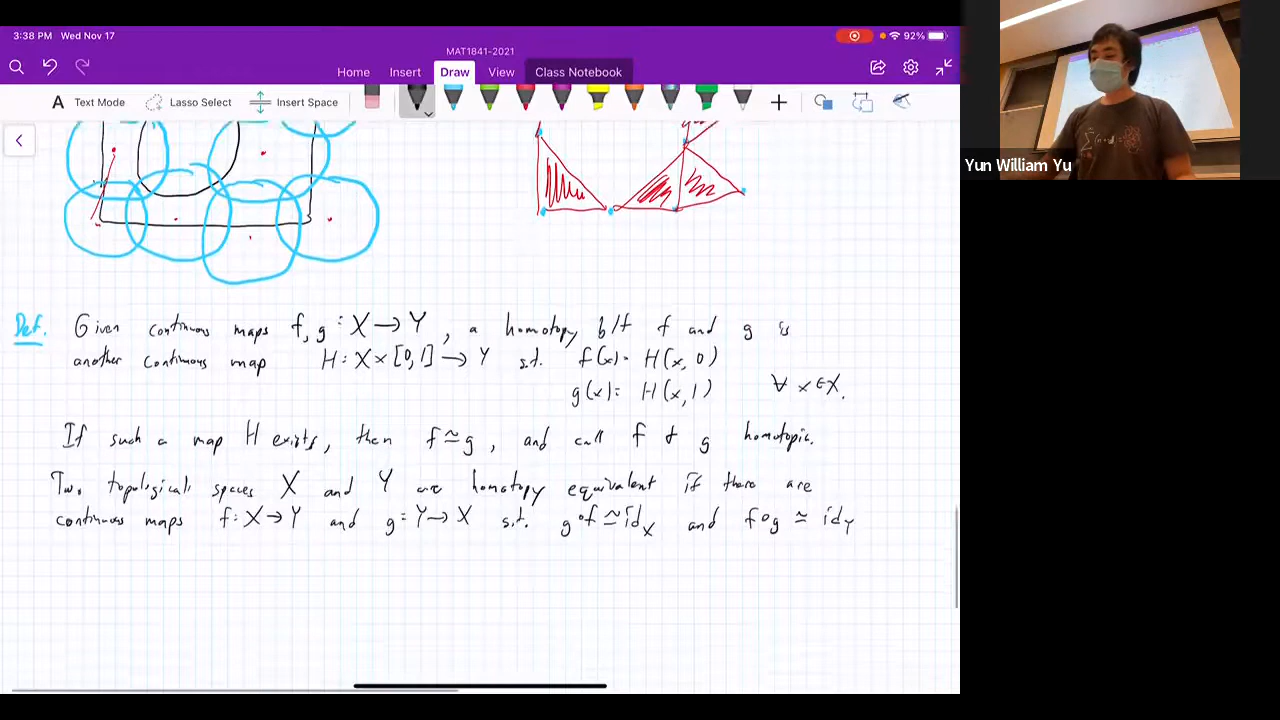 3:38 PM Wed Nov 17
92%
MAT1841-2021
Home Insert Draw View Class Notebook
A Text Mode Lasso Select Insert Space
Yun William Yu
Def. Given continuous maps f, g : X → Y, a homotopy b/t f and g is
another continuous map H : X × [0, 1] → Y s.t. f(x) = H(x, 0)
g(x) = H(x, 1) ∀ x ∈ X.
If such a map H exists, then f ≃ g, and call f & g homotopic.
Two topological spaces X and Y are homotopy equivalent if there are
continuous maps f : X → Y and g : Y → X s.t. g∘f ≃ id_X and f∘g ≃ id_Y